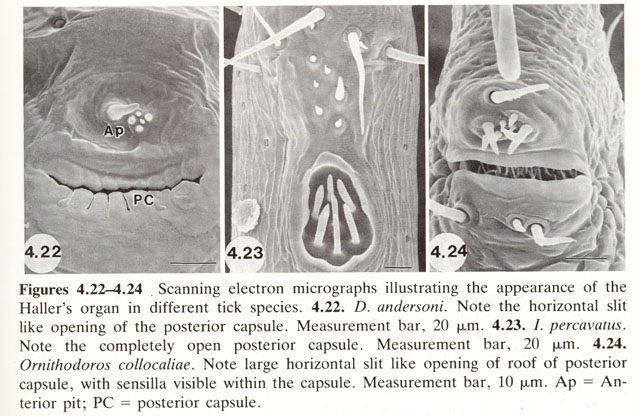 Ap
PC
4.22
4.23
4.24
Figures 4.22–4.24 Scanning electron micrographs illustrating the appearance of the
Haller's organ in different tick species. 4.22. D. andersoni. Note the horizontal slit
like opening of the posterior capsule. Measurement bar, 20 μm. 4.23. I. percavatus.
Note the completely open posterior capsule. Measurement bar, 20 μm. 4.24.
Ornithodoros collocaliae. Note large horizontal slit like opening of roof of posterior
capsule, with sensilla visible within the capsule. Measurement bar, 10 μm. Ap = An-
terior pit; PC = posterior capsule.